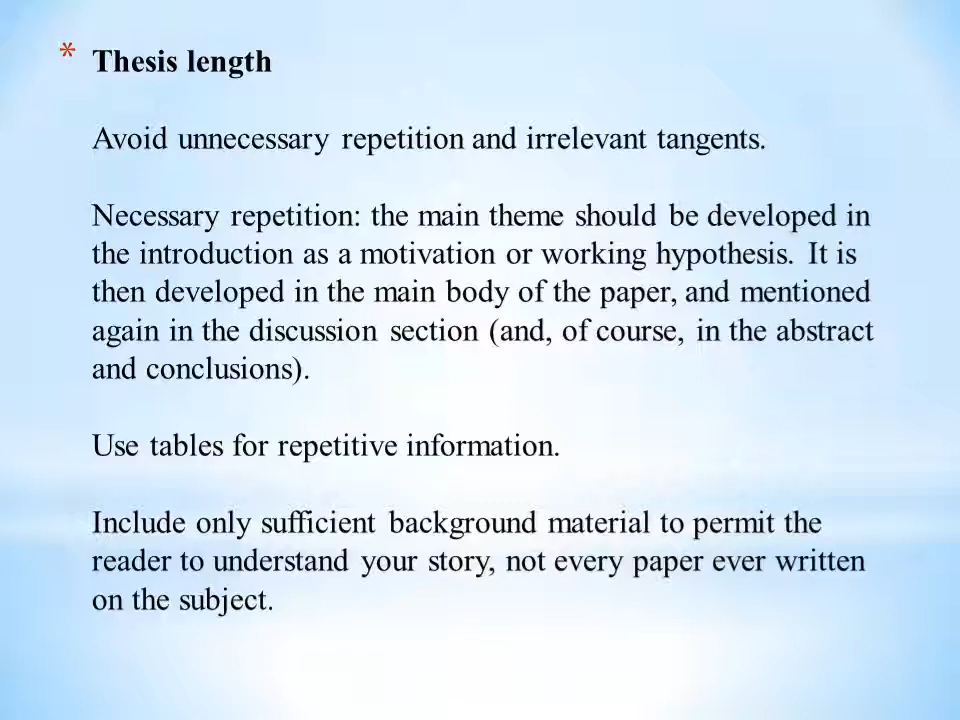 * Thesis length
Avoid unnecessary repetition and irrelevant tangents.
Necessary repetition: the main theme should be developed in
the introduction as a motivation or working hypothesis. It is
then developed in the main body of the paper, and mentioned
again in the discussion section (and, of course, in the abstract
and conclusions).
Use tables for repetitive information.
Include only sufficient background material to permit the
reader to understand your story, not every paper ever written
on the subject.